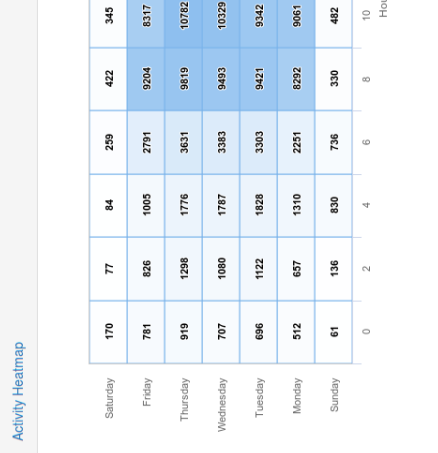 Activity Heatmap
Saturday 170 77 84 259 422 345
Friday 781 826 1005 2791 9204 8317
Thursday 919 1298 1776 3631 9819 10782
Wednesday 707 1080 1787 3383 9493 10329
Tuesday 696 1122 1828 3303 9421 9342
Monday 512 657 1310 2251 8292 9061
Sunday 61 136 830 736 330 482
0 2 4 6 8 10